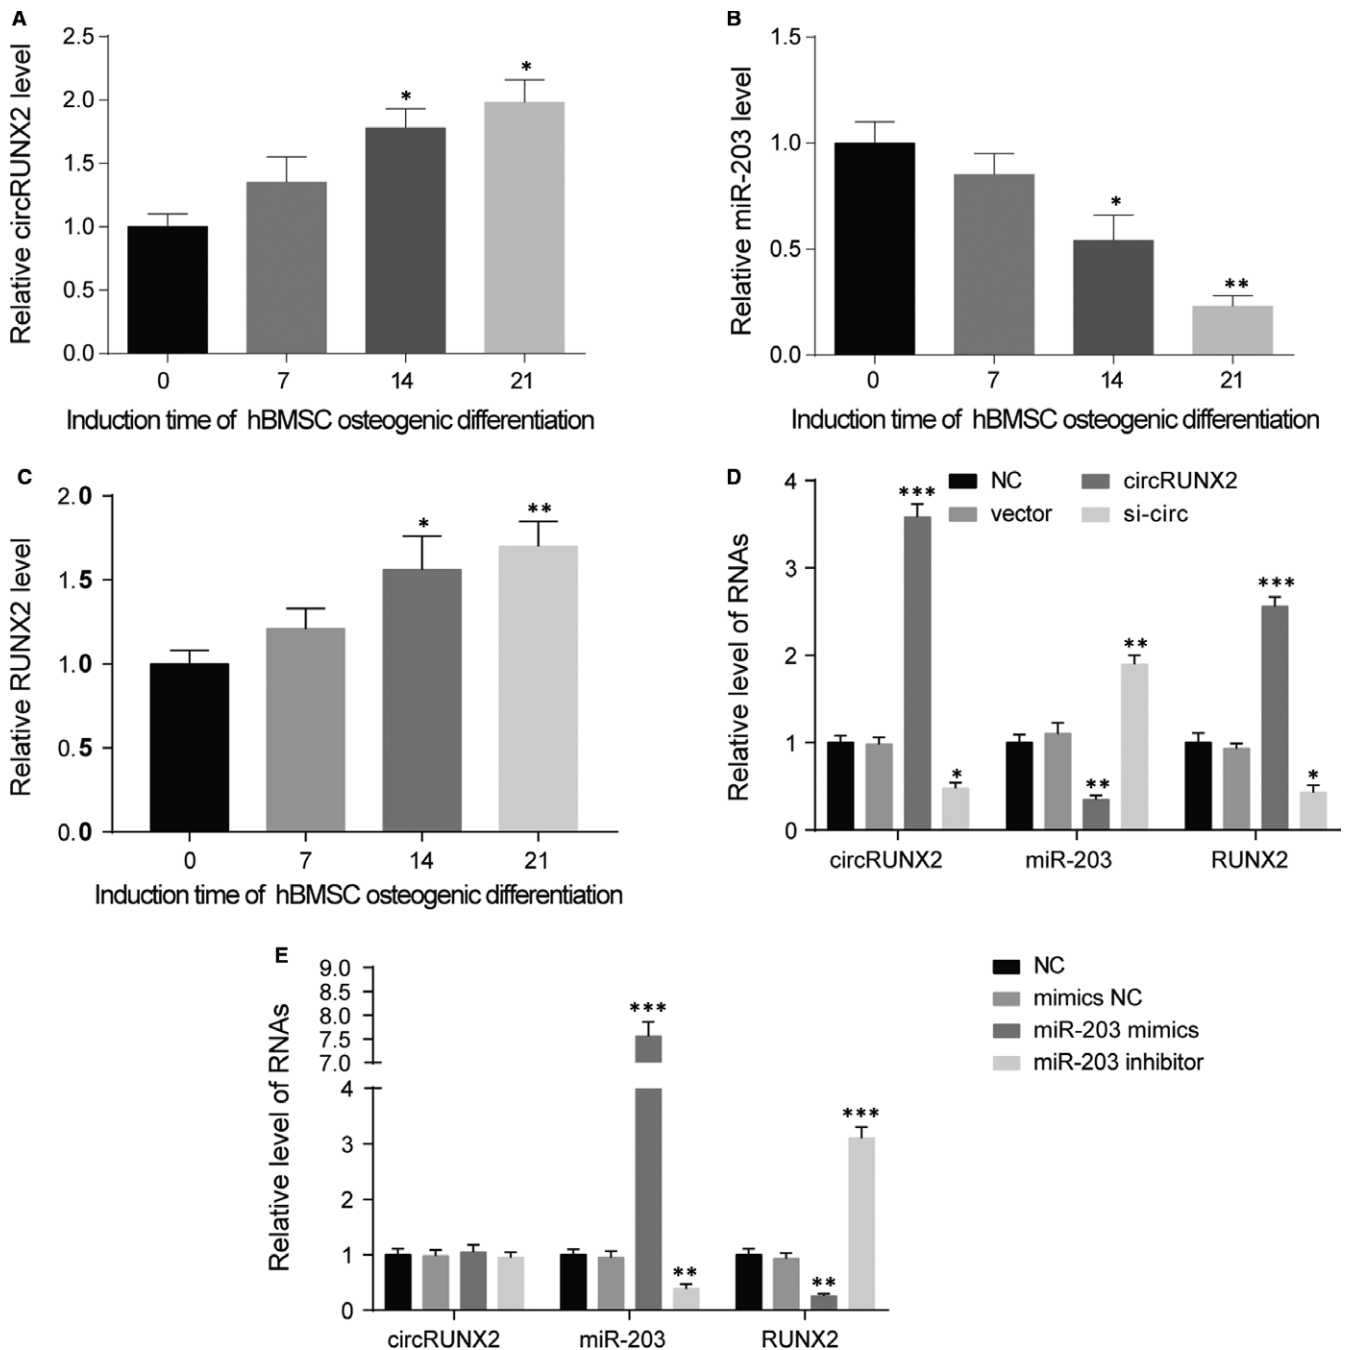 A
Relative circRUNX2 level
2.5
2.0
1.5
1.0
0.5
0.0
*
*
0 7 14 21
Induction time of hBMSC osteogenic differentiation
B
Relative miR-203 level
1.5
1.0
0.5
0.0
*
**
0 7 14 21
Induction time of hBMSC osteogenic differentiation
C
Relative RUNX2 level
2.0
1.5
1.0
0.5
0.0
*
**
0 7 14 21
Induction time of hBMSC osteogenic differentiation
D
Relative level of RNAs
NC circRUNX2
vector si-circ
4
3
2
1
0
***
*
**
**
***
*
circRUNX2 miR-203 RUNX2
E
Relative level of RNAs
9.0
8.5
8.0
7.5
7.0
4
3
2
1
0
***
**
**
***
circRUNX2 miR-203 RUNX2
NC
mimics NC
miR-203 mimics
miR-203 inhibitor